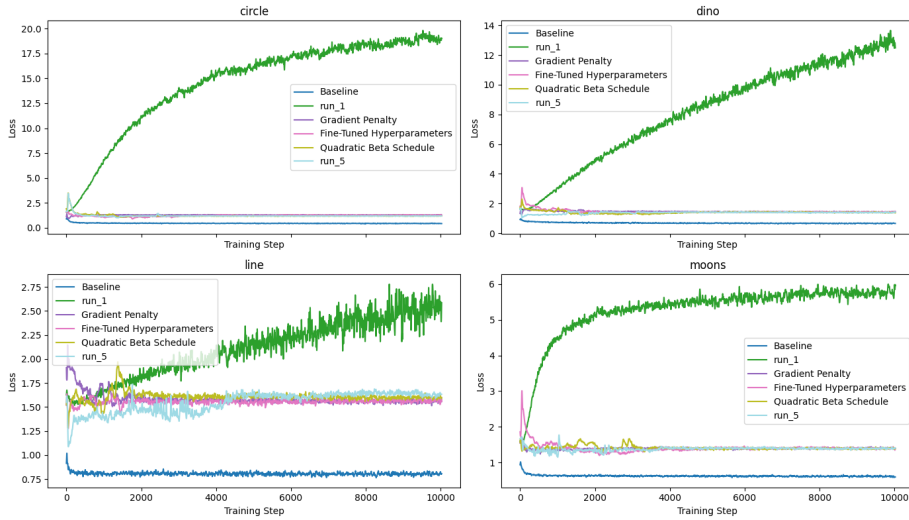 circle
20.0
17.5
15.0
12.5
10.0
7.5
5.0
2.5
0.0
Loss
Baseline
run_1
Gradient Penalty
Fine-Tuned Hyperparameters
Quadratic Beta Schedule
run_5
Training Step
dino
14
12
10
8
6
4
2
0
Loss
Baseline
run_1
Gradient Penalty
Fine-Tuned Hyperparameters
Quadratic Beta Schedule
run_5
Training Step
line
2.75
2.50
2.25
2.00
1.75
1.50
1.25
1.00
0.75
Loss
Baseline
run_1
Gradient Penalty
Fine-Tuned Hyperparameters
Quadratic Beta Schedule
run_5
0 2000 4000 6000 8000 10000
Training Step
moons
6
5
4
3
2
1
Loss
Baseline
run_1
Gradient Penalty
Fine-Tuned Hyperparameters
Quadratic Beta Schedule
run_5
0 2000 4000 6000 8000 10000
Training Step